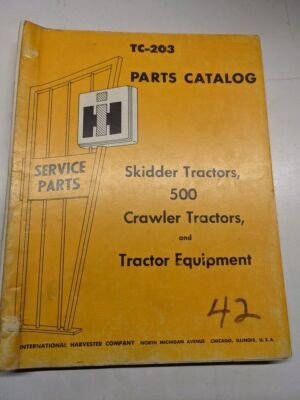 TC-203
PARTS CATALOG
IH
SERVICE
PARTS
Skidder Tractors,
500
Crawler Tractors,
and
Tractor Equipment
42
INTERNATIONAL HARVESTER COMPANY NORTH MICHIGAN AVENUE CHICAGO, ILLINOIS, U. S. A.